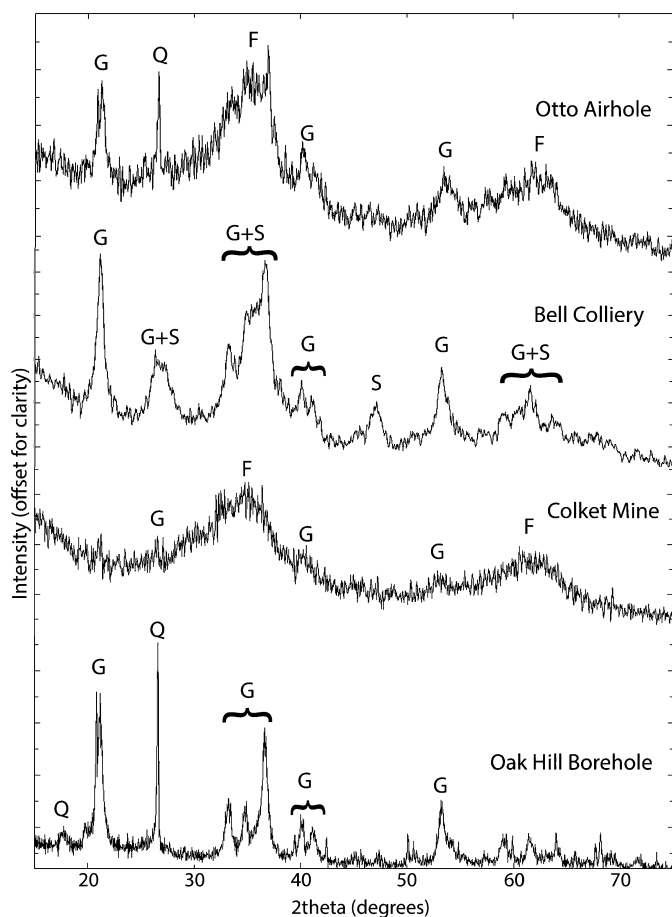 G Q F G G F
Otto Airhole
G G+S G+S G S G G+S
Bell Colliery
F G G G F
Colket Mine
Q G Q G G G
Oak Hill Borehole
Intensity (offset for clarity)
20 30 40 50 60 70
2theta (degrees)